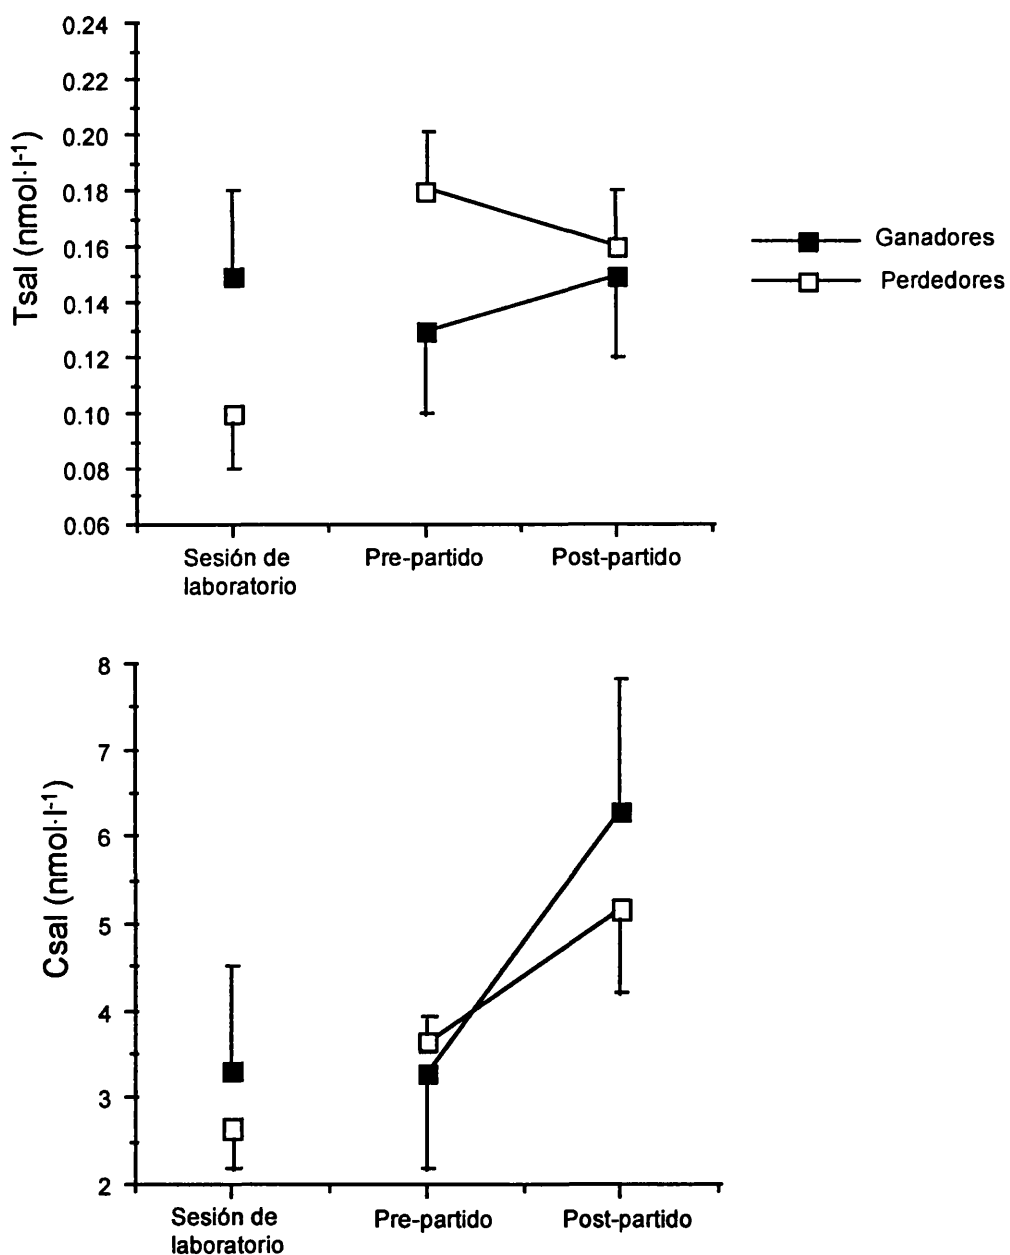 0.24
0.22
0.20
0.18
0.16
0.14
0.12
0.10
0.08
0.06
Tsal (nmol·l-1)
Sesión de
laboratorio
Pre-partido
Post-partido
Ganadores
Perdedores
8
7
6
5
4
3
2
Csal (nmol·l-1)
Sesión de
laboratorio
Pre-partido
Post-partido